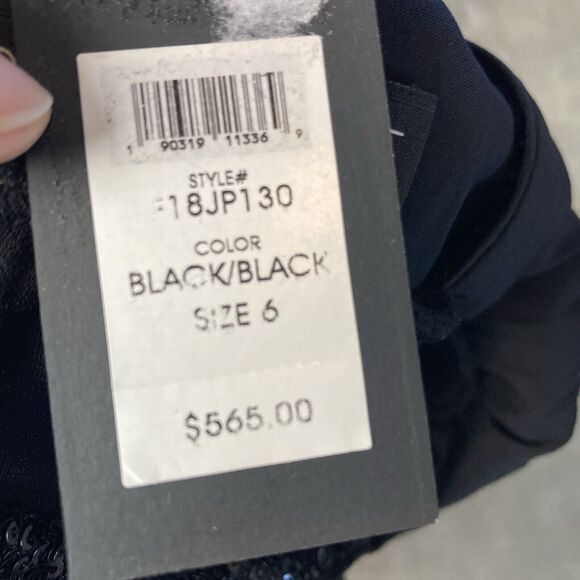 1 90319 11336 9
STYLE#
F18JP130
COLOR
BLACK/BLACK
SIZE 6
$565.00